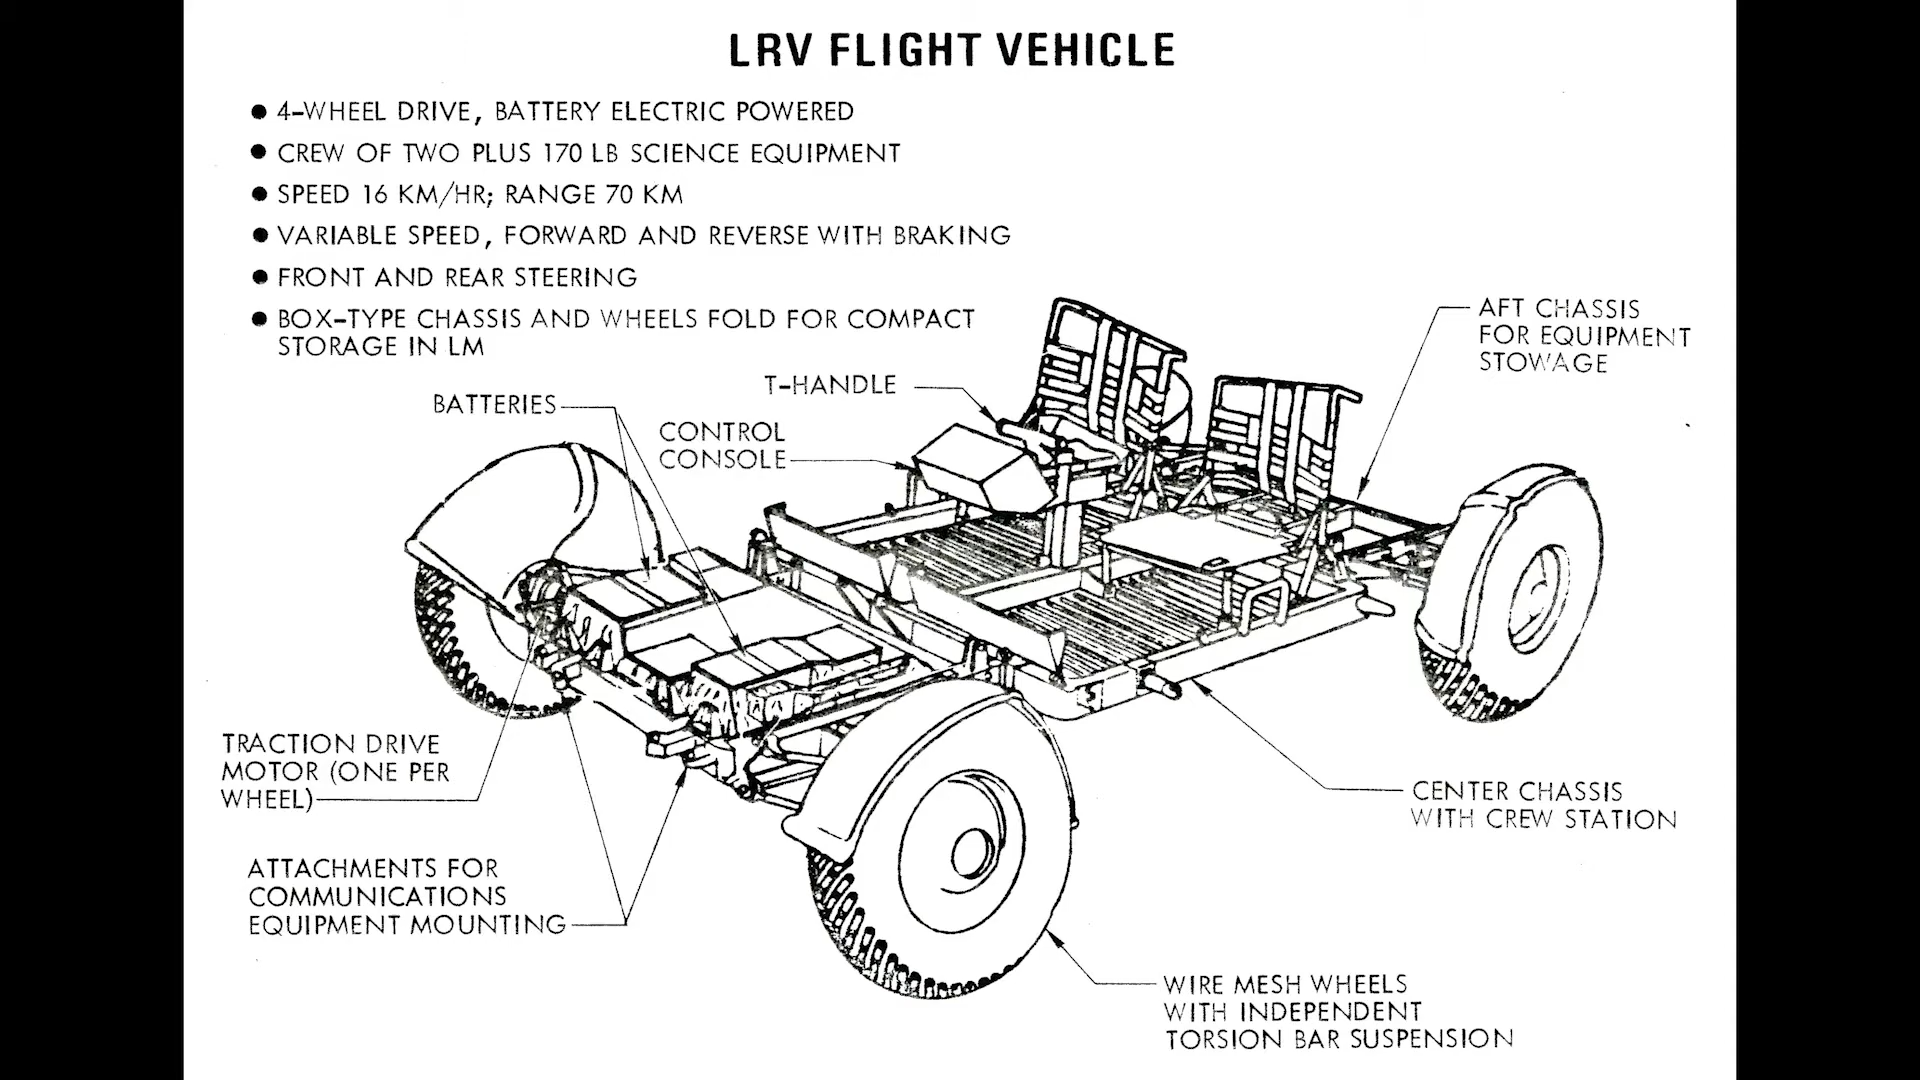 LRV FLIGHT VEHICLE
● 4-WHEEL DRIVE, BATTERY ELECTRIC POWERED
● CREW OF TWO PLUS 170 LB SCIENCE EQUIPMENT
● SPEED 16 KM/HR; RANGE 70 KM
● VARIABLE SPEED, FORWARD AND REVERSE WITH BRAKING
● FRONT AND REAR STEERING
● BOX-TYPE CHASSIS AND WHEELS FOLD FOR COMPACT
STORAGE IN LM
AFT CHASSIS
FOR EQUIPMENT
STOWAGE
T-HANDLE
BATTERIES
CONTROL
CONSOLE
TRACTION DRIVE
MOTOR (ONE PER
WHEEL)
CENTER CHASSIS
WITH CREW STATION
ATTACHMENTS FOR
COMMUNICATIONS
EQUIPMENT MOUNTING
WIRE MESH WHEELS
WITH INDEPENDENT
TORSION BAR SUSPENSION